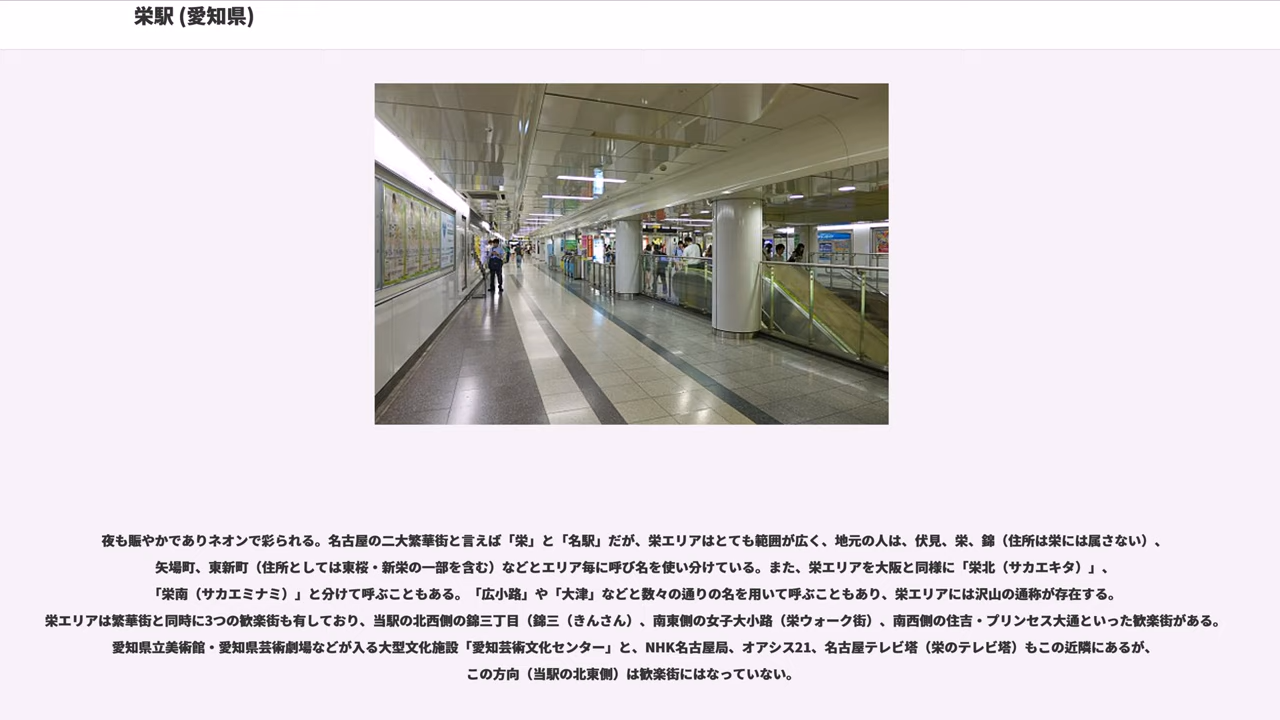 栄駅 (愛知県)
夜も賑やかでありネオンで彩られる。名古屋の二大繁華街と言えば「栄」と「名駅」だが、栄エリアはとても範囲が広く、地元の人は、伏見、栄、錦（住所は栄には属さない）、
矢場町、東新町（住所としては東桜・新栄の一部を含む）などとエリア毎に呼び名を使い分けている。また、栄エリアを大阪と同様に「栄北（サカエキタ）」、
「栄南（サカエミナミ）」と分けて呼ぶこともある。「広小路」や「大津」などと数々の通りの名を用いて呼ぶこともあり、栄エリアには沢山の通称が存在する。
栄エリアは繁華街と同時に3つの歓楽街も有しており、当駅の北西側の錦三丁目（錦三（きんさん）、南東側の女子大小路（栄ウォーク街）、南西側の住吉・プリンセス大通といった歓楽街がある。
愛知県立美術館・愛知県芸術劇場などが入る大型文化施設「愛知芸術文化センター」と、NHK名古屋局、オアシス21、名古屋テレビ塔（栄のテレビ塔）もこの近隣にあるが、
この方向（当駅の北東側）は歓楽街にはなっていない。